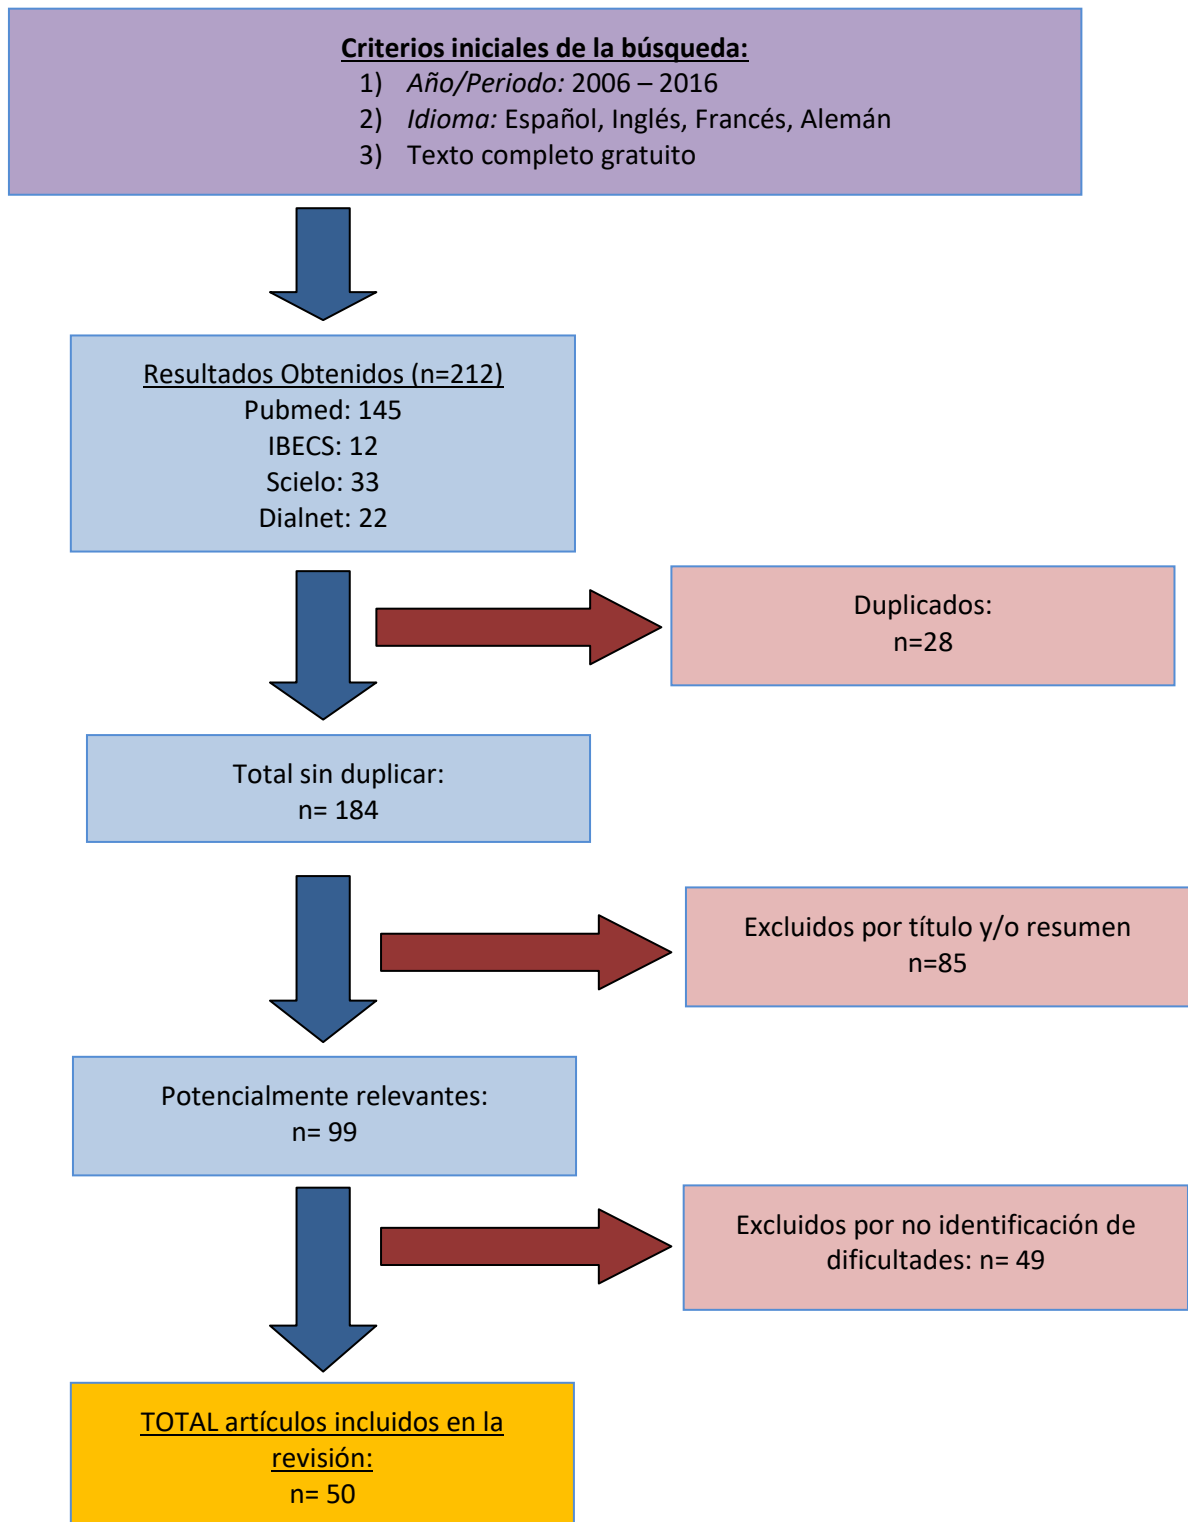 Criterios iniciales de la búsqueda:
1) Año/Periodo: 2006 – 2016
2) Idioma: Español, Inglés, Francés, Alemán
3) Texto completo gratuito
Resultados Obtenidos (n=212)
Pubmed: 145
IBECS: 12
Scielo: 33
Dialnet: 22
Duplicados:
n=28
Total sin duplicar:
n= 184
Excluidos por título y/o resumen
n=85
Potencialmente relevantes:
n= 99
Excluidos por no identificación de
dificultades: n= 49
TOTAL artículos incluidos en la
revisión:
n= 50